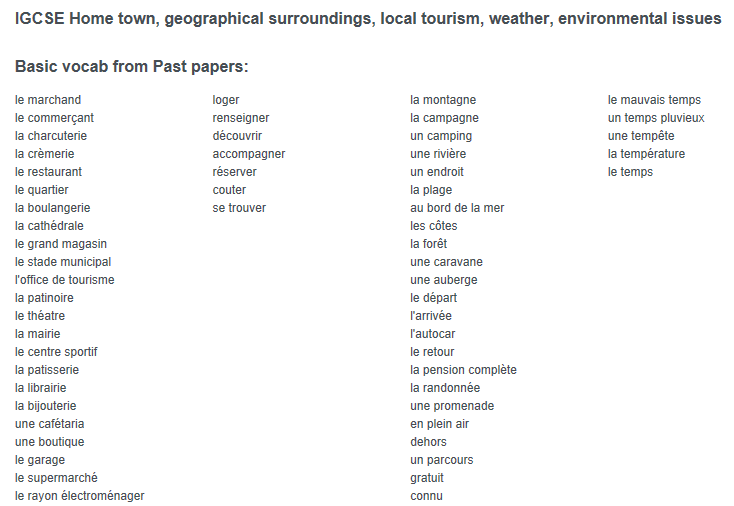 IGCSE Home town, geographical surroundings, local tourism, weather, environmental issues
Basic vocab from Past papers:
le marchand
le commerçant
la charcuterie
la crèmerie
le restaurant
le quartier
la boulangerie
la cathédrale
le grand magasin
le stade municipal
l'office de tourisme
la patinoire
le théatre
la mairie
le centre sportif
la patisserie
la librairie
la bijouterie
une cafétaria
une boutique
le garage
le supermarché
le rayon électroménager
loger
renseigner
découvrir
accompagner
réserver
couter
se trouver
la montagne
la campagne
un camping
une rivière
un endroit
la plage
au bord de la mer
les côtes
la forêt
une caravane
une auberge
le départ
l'arrivée
l'autocar
le retour
la pension complète
la randonnée
une promenade
en plein air
dehors
un parcours
gratuit
connu
le mauvais temps
un temps pluvieux
une tempête
la température
le temps